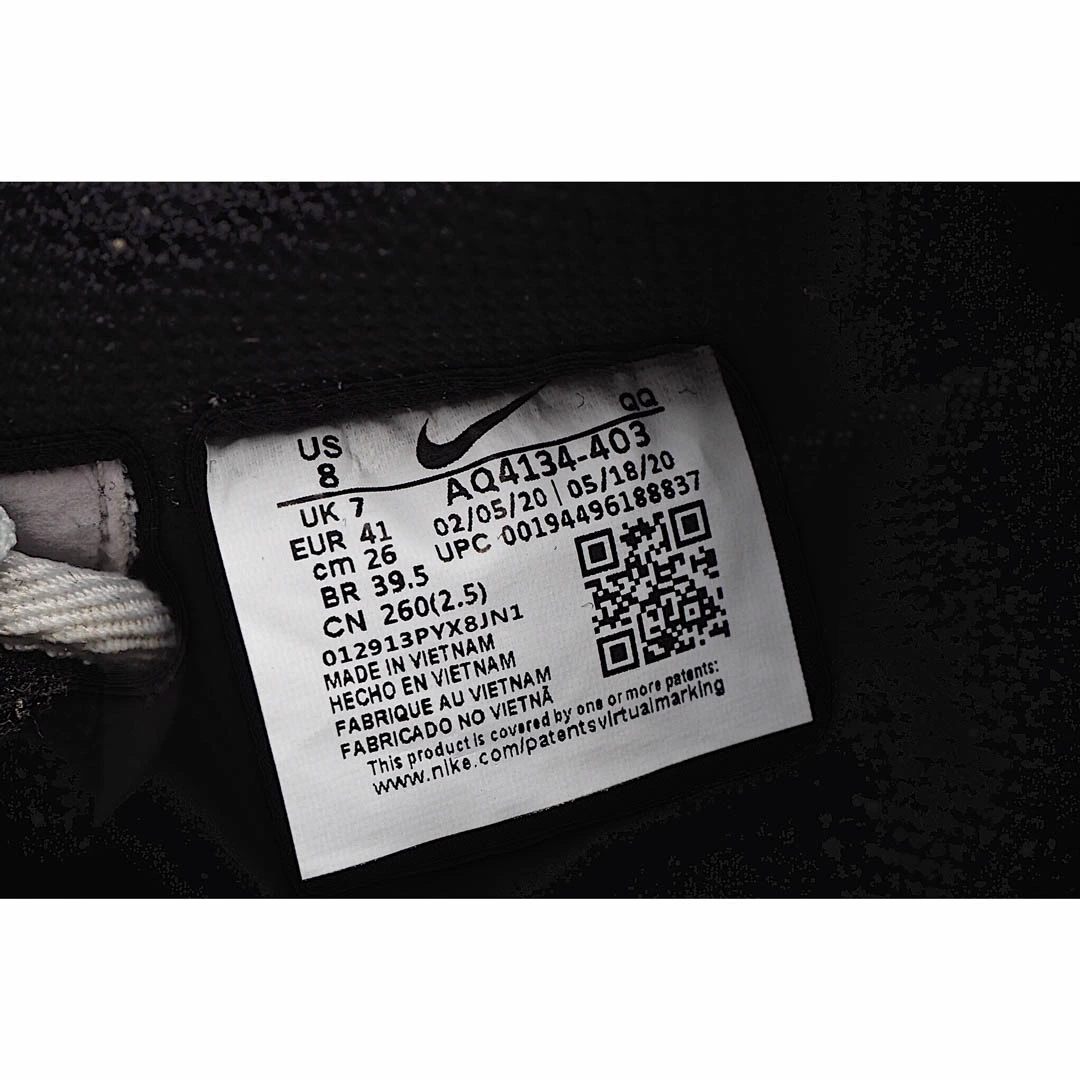 US
8
QQ
AQ4134-403
02/05/20 | 05/18/20
UPC 00194496188837
UK 7
EUR 41
cm 26
BR 39.5
CN 260(2.5)
012913PYX8JN1
MADE IN VIETNAM
HECHO EN VIETNAM
FABRIQUE AU VIETNAM
FABRICADO NO VIETNÃ
This product is covered by one or more patents:
www.nike.com/patentsvirtualmarking